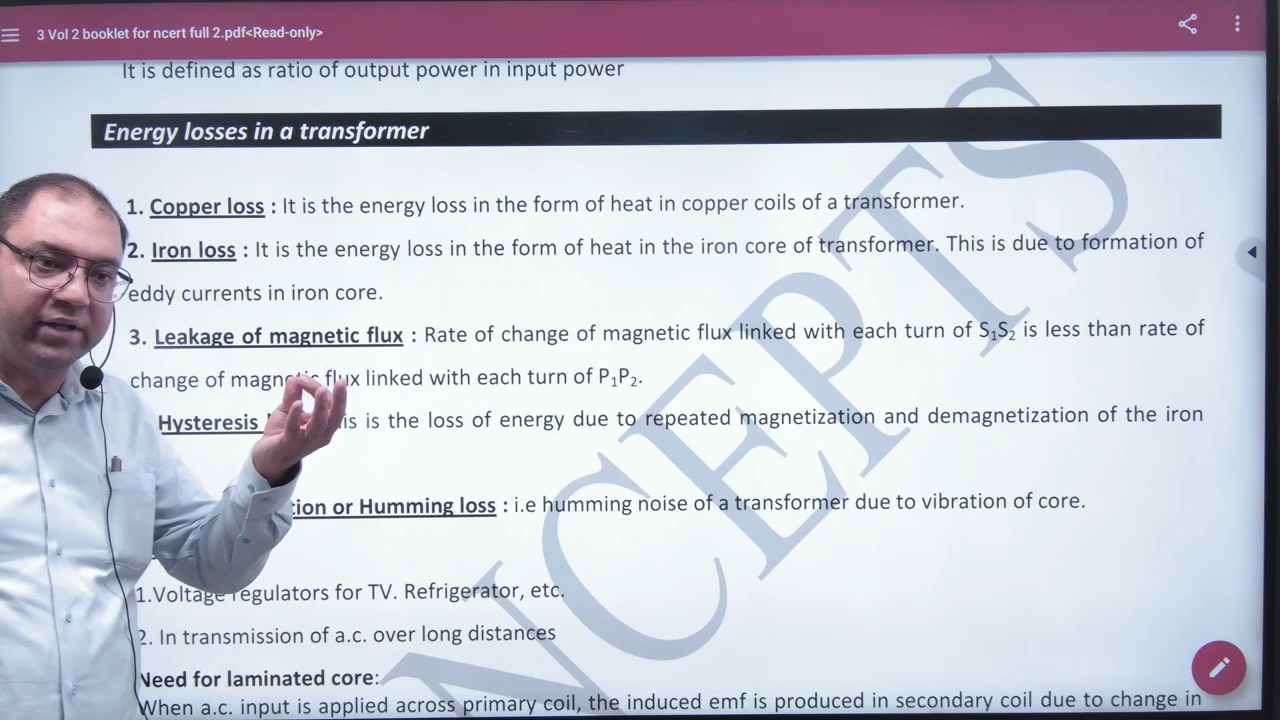 3 Vol 2 booklet for ncert full 2.pdf<Read-only>
It is defined as ratio of output power in input power
Energy losses in a transformer
1. Copper loss : It is the energy loss in the form of heat in copper coils of a transformer.
2. Iron loss : It is the energy loss in the form of heat in the iron core of transformer. This is due to formation of
eddy currents in iron core.
3. Leakage of magnetic flux : Rate of change of magnetic flux linked with each turn of S₁S₂ is less than rate of
change of magnetic flux linked with each turn of P₁P₂.
Hysteresis is is the loss of energy due to repeated magnetization and demagnetization of the iron
tion or Humming loss : i.e humming noise of a transformer due to vibration of core.
1.Voltage regulators for TV. Refrigerator, etc.
2. In transmission of a.c. over long distances
Need for laminated core:
When a.c. input is applied across primary coil, the induced emf is produced in secondary coil due to change in
NCERPTS